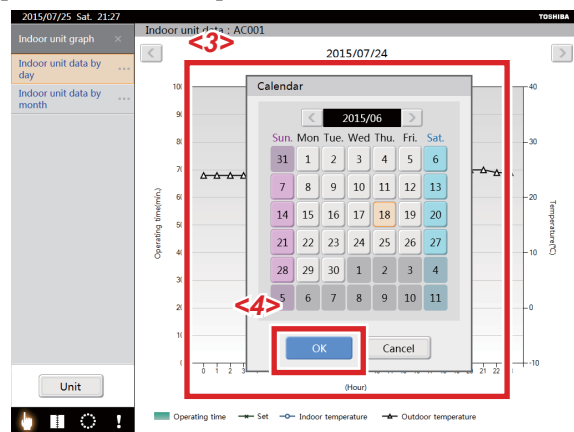 2015/07/25 Sat. 21:27
TOSHIBA
Indoor unit graph ×
Indoor unit data : AC001
<3>
Indoor unit data by
day
...
Indoor unit data by
month
...
< 2015/07/24 >
Calendar
< 2015/06 >
Sun. Mon Tue. Wed Thu. Fri. Sat.
31 1 2 3 4 5 6
7 8 9 10 11 12 13
14 15 16 17 18 19 20
21 22 23 24 25 26 27
28 29 30 1 2 3 4
5 6 7 8 9 10 11
<4>
OK Cancel
Operating time(min.)
40
30
20
0
-10
Temperature(°C)
0 1 2 21 22
(Hour)
Unit
Operating time Set Indoor temperature Outdoor temperature